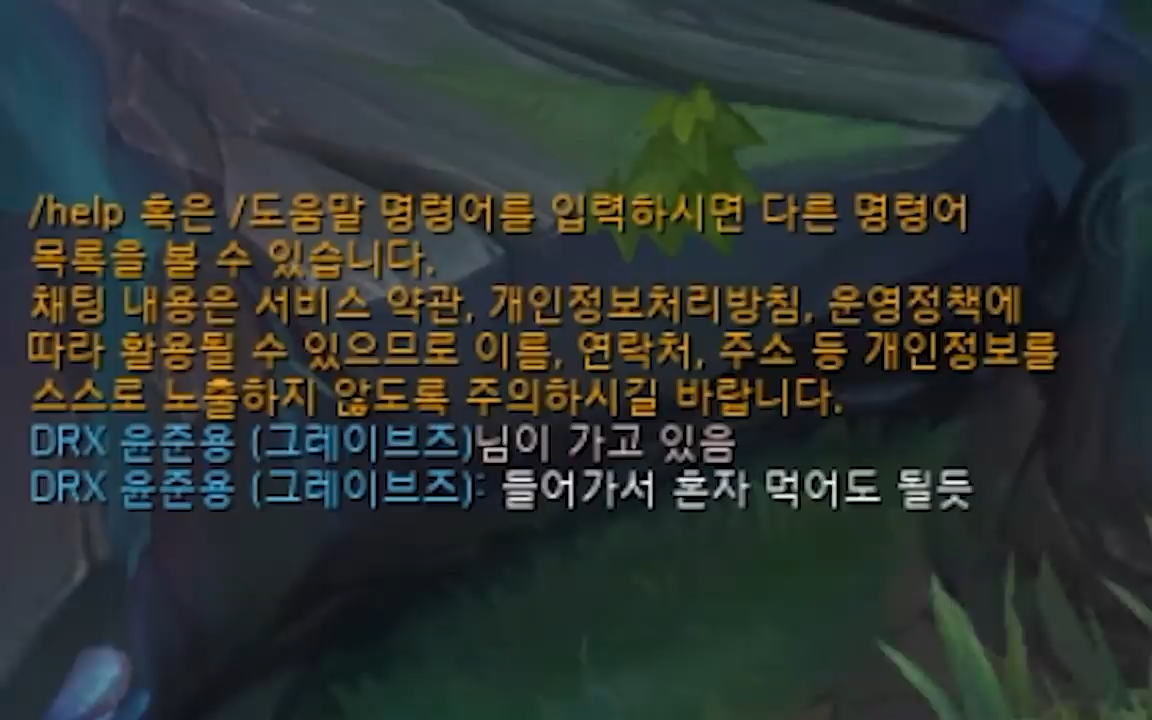 /help 혹은 /도움말 명령어를 입력하시면 다른 명령어
목록을 볼 수 있습니다.
채팅 내용은 서비스 약관, 개인정보처리방침, 운영정책에
따라 활용될 수 있으므로 이름, 연락처, 주소 등 개인정보를
스스로 노출하지 않도록 주의하시길 바랍니다.
DRX 윤준용 (그레이브즈)님이 가고 있음
DRX 윤준용 (그레이브즈): 들어가서 혼자 먹어도 될듯